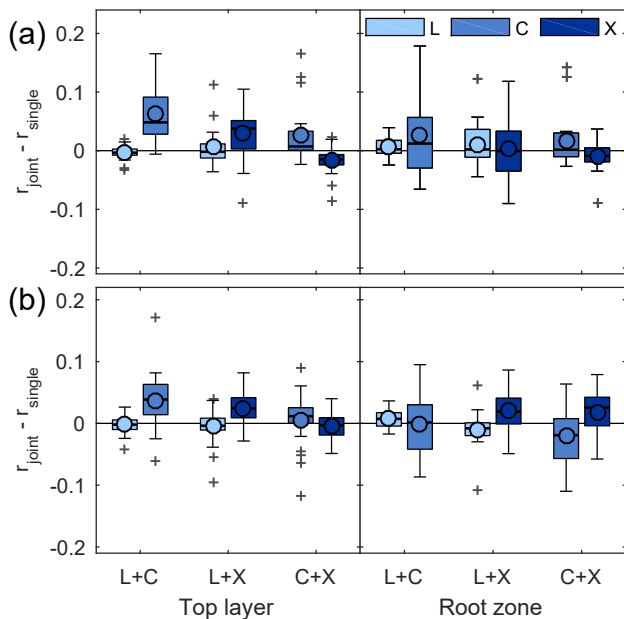 (a)
L C X
0.2
0.1
0
-0.1
-0.2
r_joint - r_single
(b)
0.2
0.1
0
-0.1
-0.2
r_joint - r_single
L+C L+X C+X L+C L+X C+X
Top layer Root zone